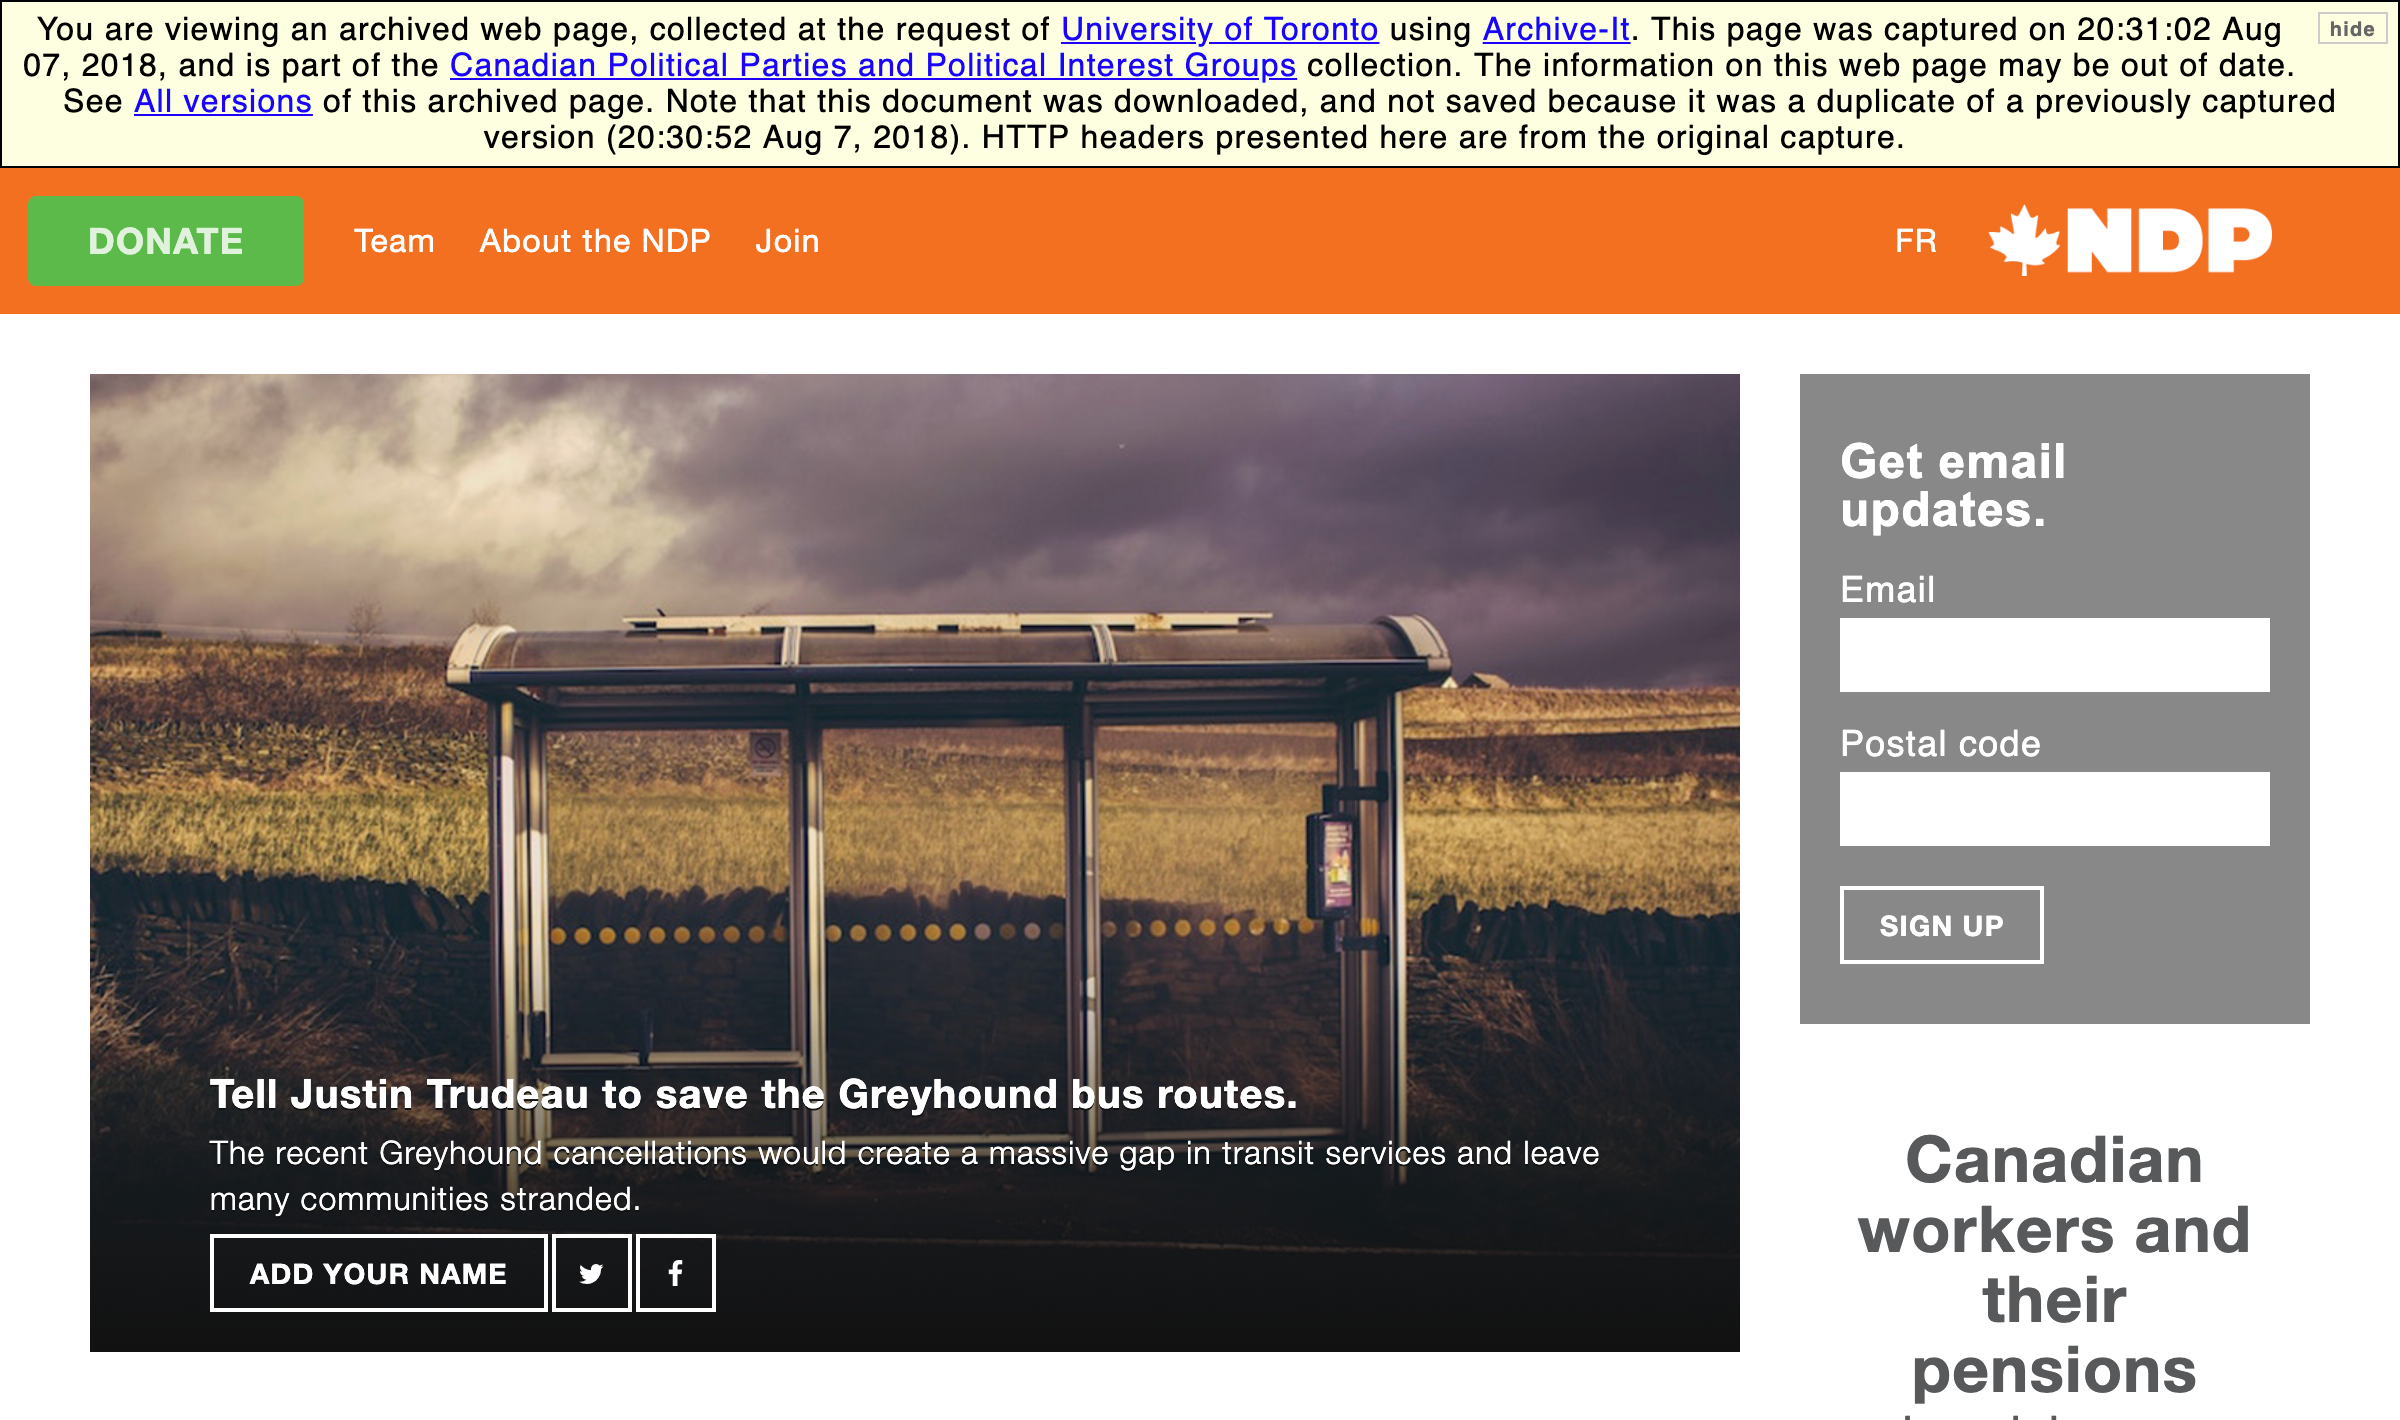 You are viewing an archived web page, collected at the request of University of Toronto using Archive-It. This page was captured on 20:31:02 Aug
07, 2018, and is part of the Canadian Political Parties and Political Interest Groups collection. The information on this web page may be out of date.
See All versions of this archived page. Note that this document was downloaded, and not saved because it was a duplicate of a previously captured
version (20:30:52 Aug 7, 2018). HTTP headers presented here are from the original capture.
hide
DONATE
Team
About the NDP
Join
FR
NDP
Tell Justin Trudeau to save the Greyhound bus routes.
The recent Greyhound cancellations would create a massive gap in transit services and leave
many communities stranded.
ADD YOUR NAME
Get email
updates.
Email
Postal code
SIGN UP
Canadian
workers and
their
pensions